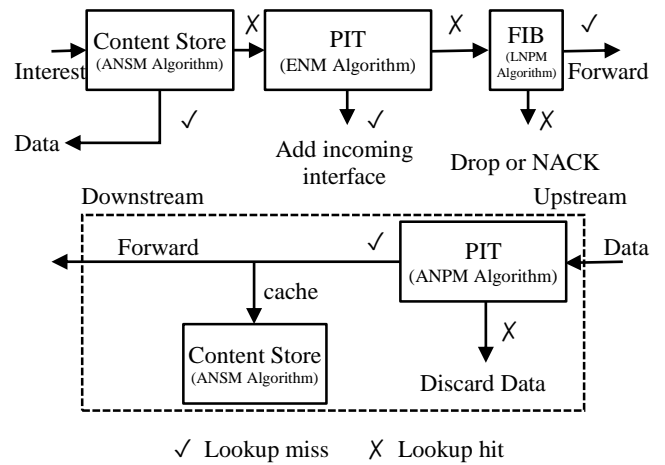 Content Store
(ANSM Algorithm)
✗
PIT
(ENM Algorithm)
✗
FIB
(LNPM
Algorithm)
✓
Interest
Forward
✓
Data
✓
Add incoming
interface
✗
Drop or NACK
Downstream
Upstream
Forward
✓
PIT
(ANPM Algorithm)
Data
cache
Content Store
(ANSM Algorithm)
✗
Discard Data
✓ Lookup miss ✗ Lookup hit